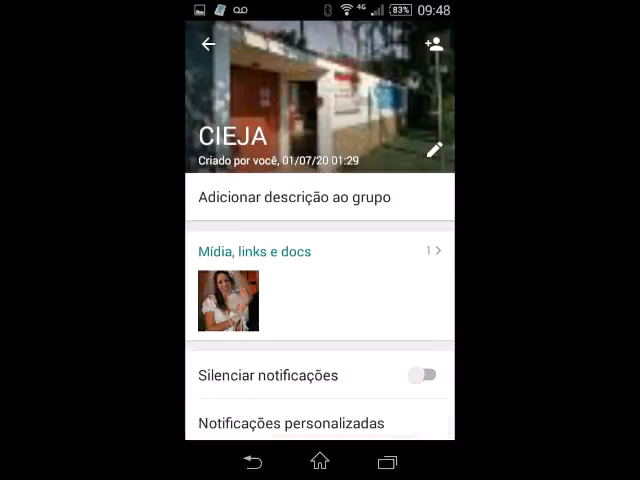 4G 83% 09:48
CIEJA
Criado por você, 01/07/20 01:29
Adicionar descrição ao grupo
Mídia, links e docs 1
Silenciar notificações
Notificações personalizadas